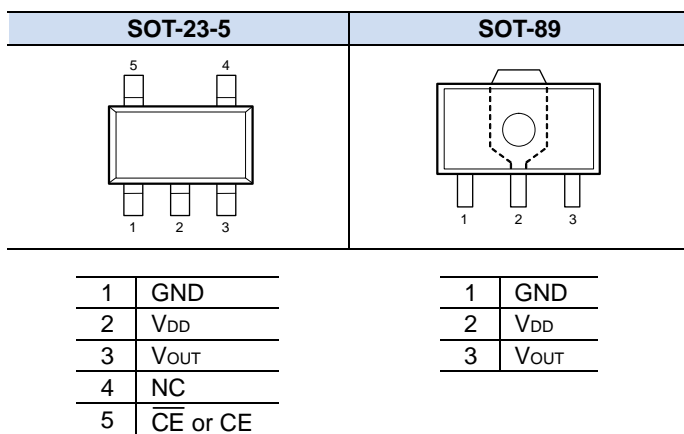 SOT-23-5 SOT-89
5 4
1 2 3
1 2 3
1 GND
2 VDD
3 VOUT
4 NC
5 C̅E̅ or CE
1 GND
2 VDD
3 VOUT